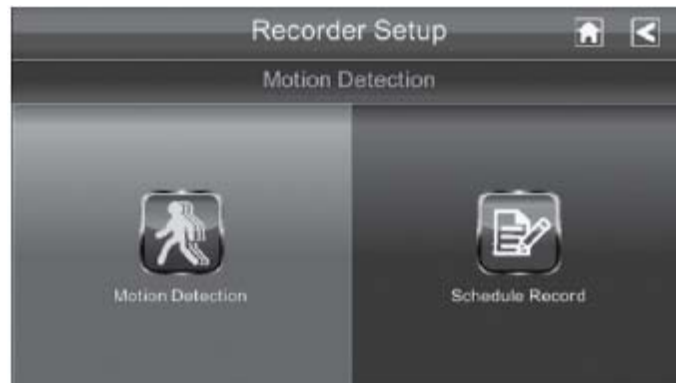 Recorder Setup
Motion Detection
Motion Detection
Schedule Record